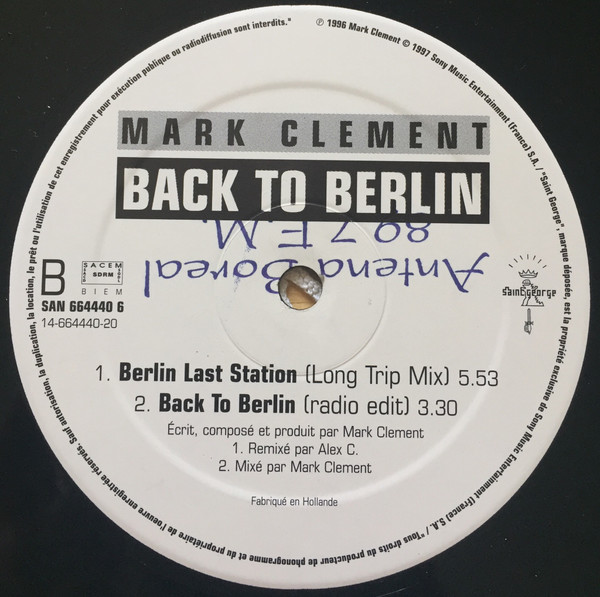 MARK CLEMENT
BACK TO BERLIN
Antena Boreal
89.7 F.M.
B
SACEM
SDRM
BIEM
SAN 664440 6
14-664440-20
Saint George
1. Berlin Last Station (Long Trip Mix) 5.53
2. Back To Berlin (radio edit) 3.30
Écrit, composé et produit par Mark Clement
1. Remixé par Alex C.
2. Mixé par Mark Clement
Fabriqué en Hollande
℗ 1996 Mark Clement © 1997 Sony Music Entertainment (France) S.A. / "Saint George", marque déposée, est la propriété exclusive de Sony Music Entertainment (France) S.A. / "Tous droits du producteur de phonogramme et du propriétaire de l'oeuvre enregistrée réservés. Sauf autorisation, la duplication, la location, le prêt ou l'utilisation de cet enregistrement pour exécution publique ou radiodiffusion sont interdits."